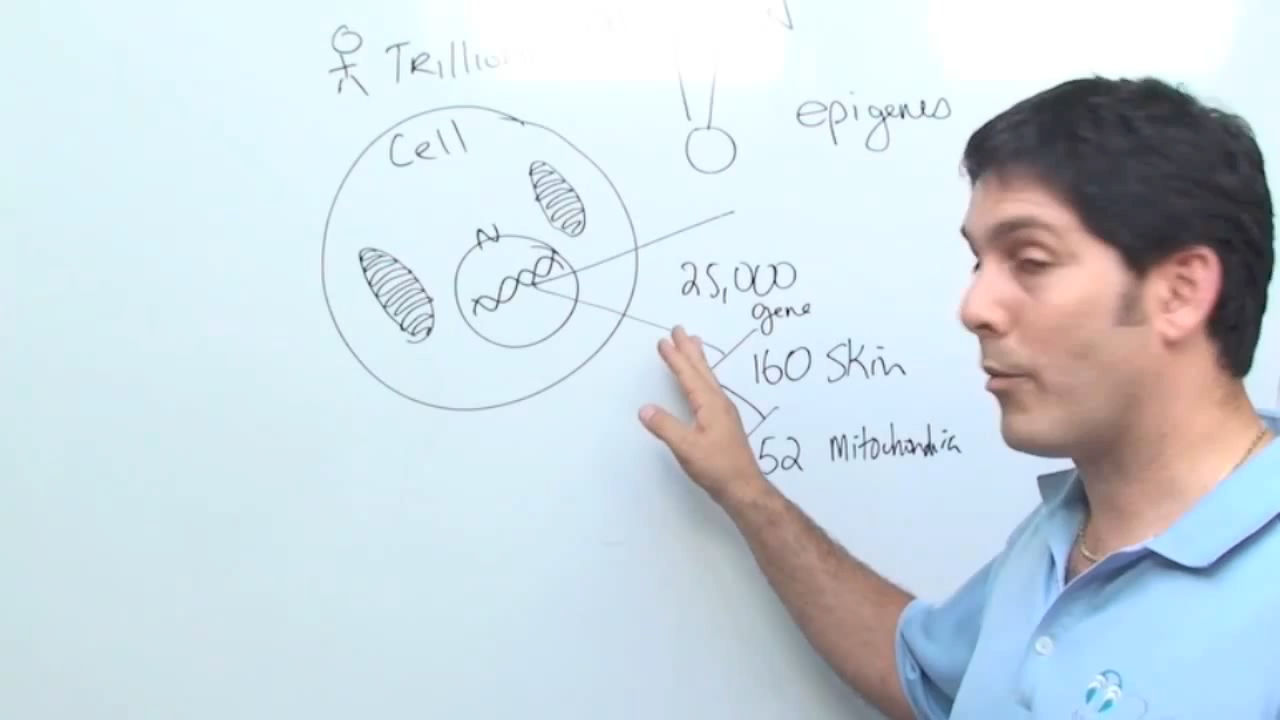 Trillion
epigenes
Cell
N
25,000
gene
160 Skin
52 Mitochondria